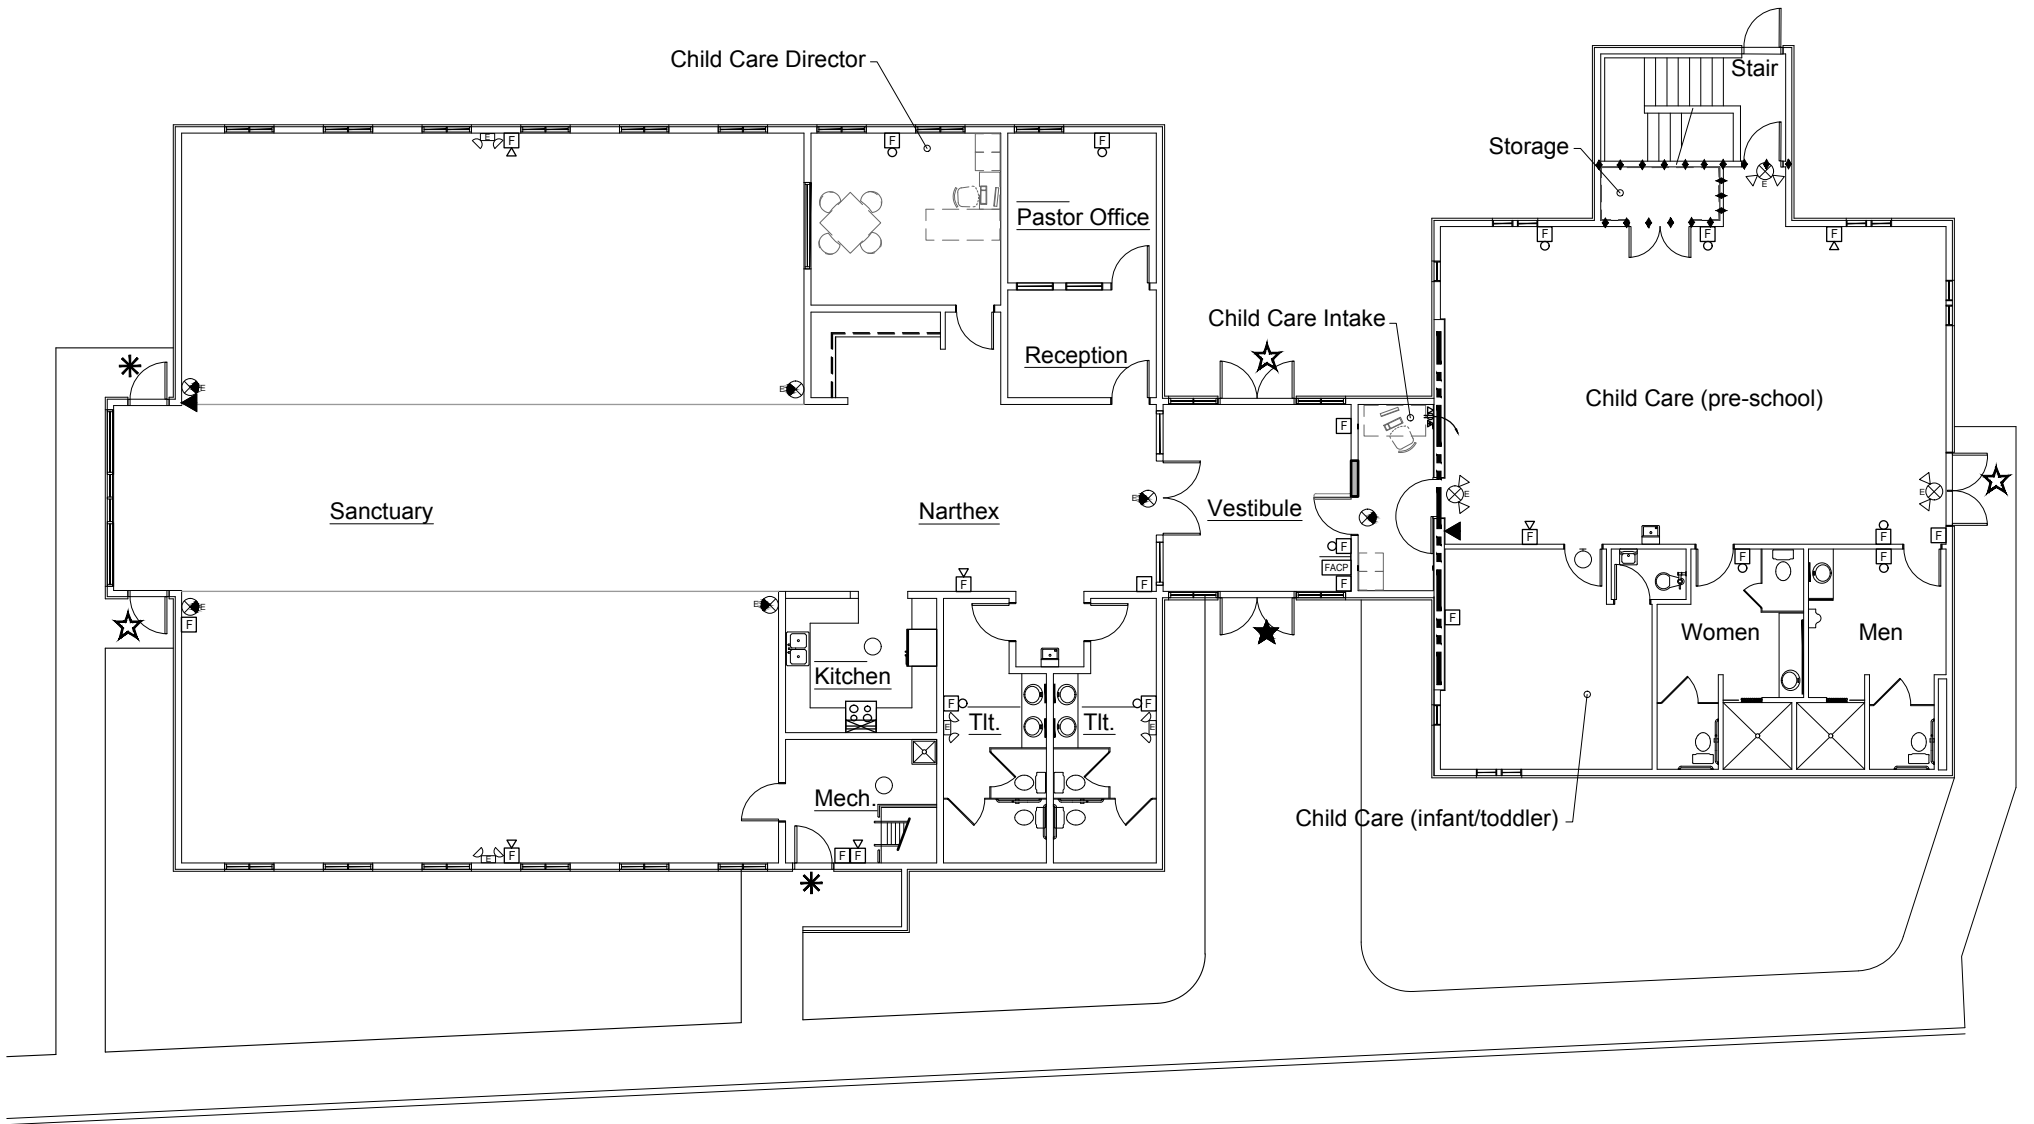 Child Care Director
Stair
Storage
E
F
F
F
E
Pastor Office
F
F
F
Child Care Intake
Reception
Child Care (pre-school)
E
E
F
E
E
E
Sanctuary
Narthex
E
Vestibule
F
F
F
F
FACP
F
F
F
F
F
E
E
F
F
Women
Men
Kitchen
F
F
E
Tlt.
Tlt.
E
Mech.
Child Care (infant/toddler)
E
F
F
F